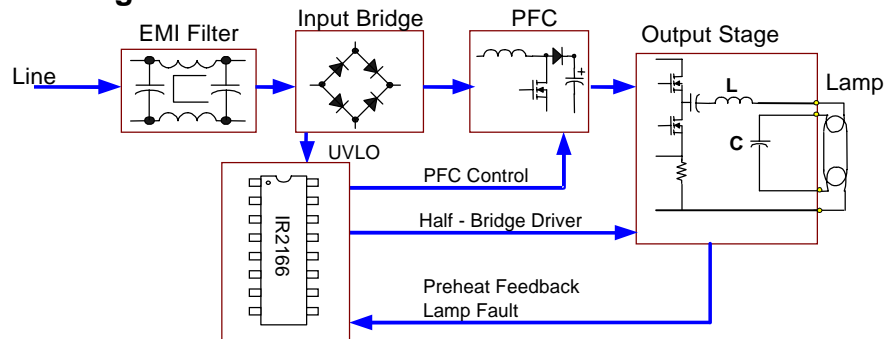 EMI Filter
Input Bridge
PFC
Output Stage
Line
Lamp
+
L
C
UVLO
PFC Control
IR2166
Half - Bridge Driver
Preheat Feedback
Lamp Fault